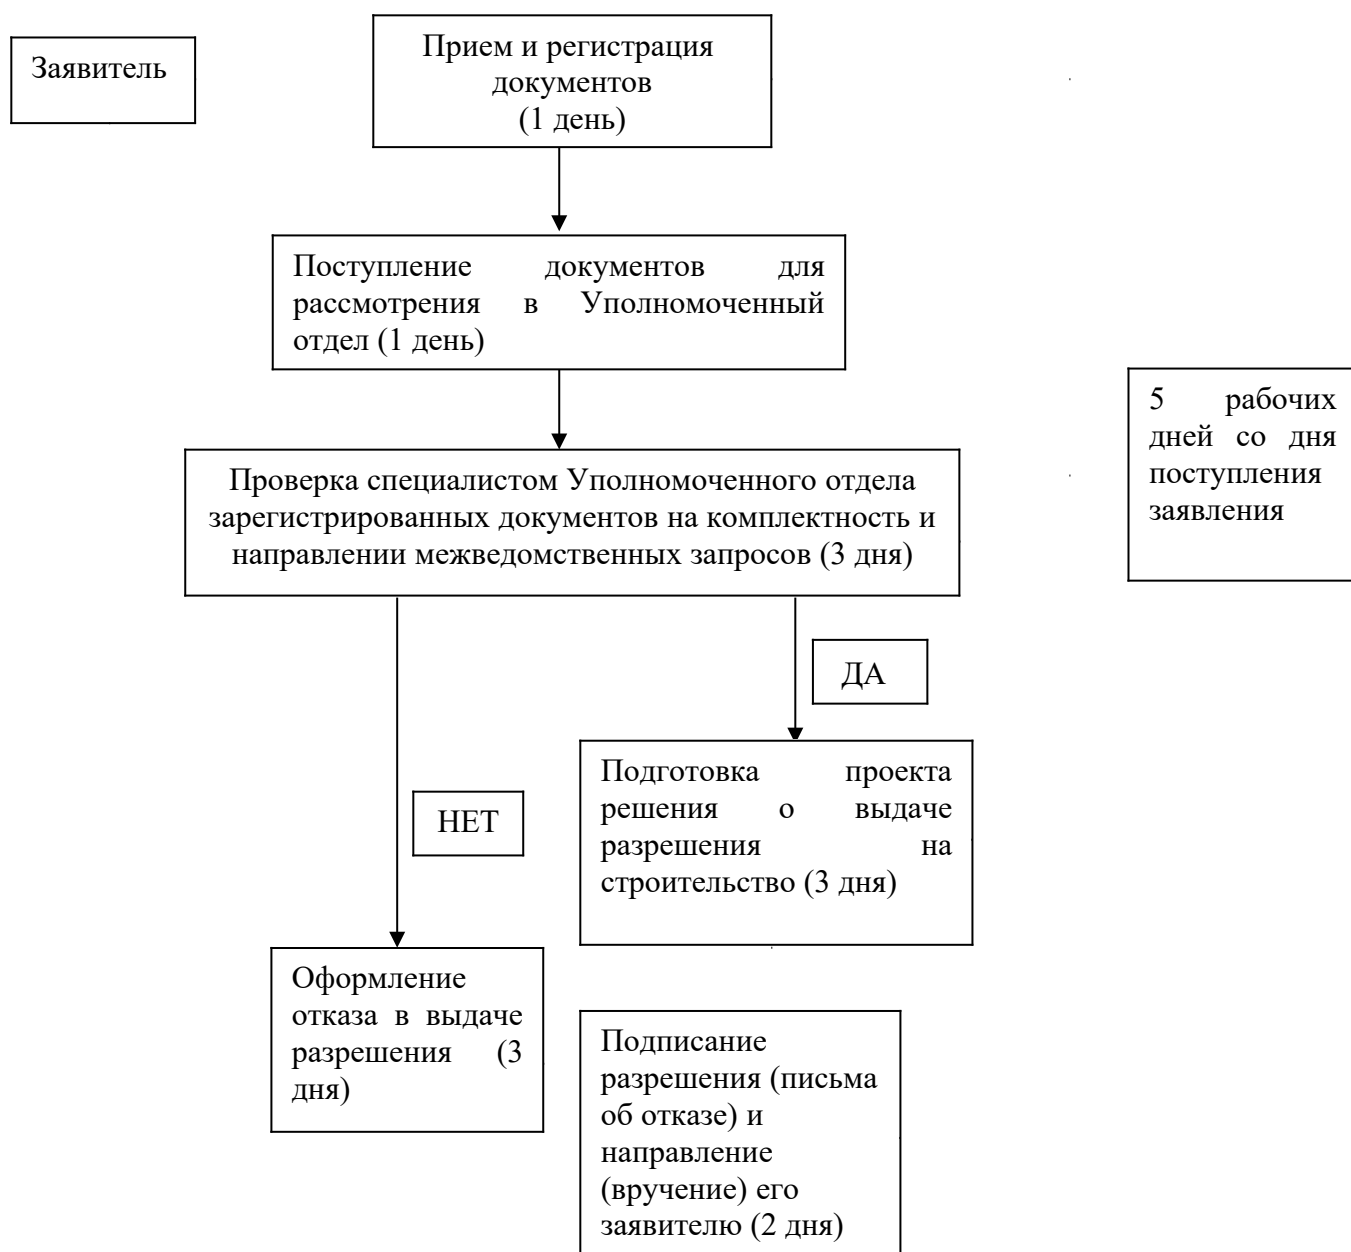 Заявитель
Прием и регистрация
документов
(1 день)
Поступление документов для
рассмотрения в Уполномоченный
отдел (1 день)
5 рабочих
дней со дня
поступления
заявления
Проверка специалистом Уполномоченного отдела
зарегистрированных документов на комплектность и
направлении межведомственных запросов (3 дня)
ДА
НЕТ
Подготовка проекта
решения о выдаче
разрешения на
строительство (3 дня)
Оформление
отказа в выдаче
разрешения (3
дня)
Подписание
разрешения (письма
об отказе) и
направление
(вручение) его
заявителю (2 дня)